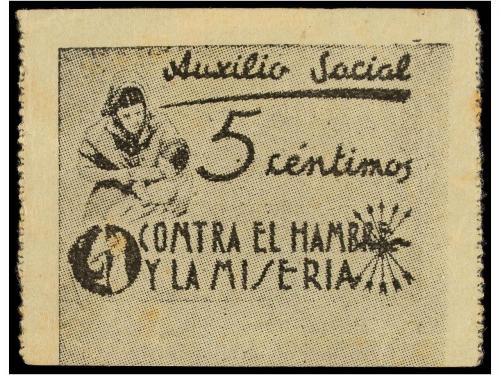 Auxilio Social
5 céntimos
CONTRA EL HAMBRE
Y LA MISERIA